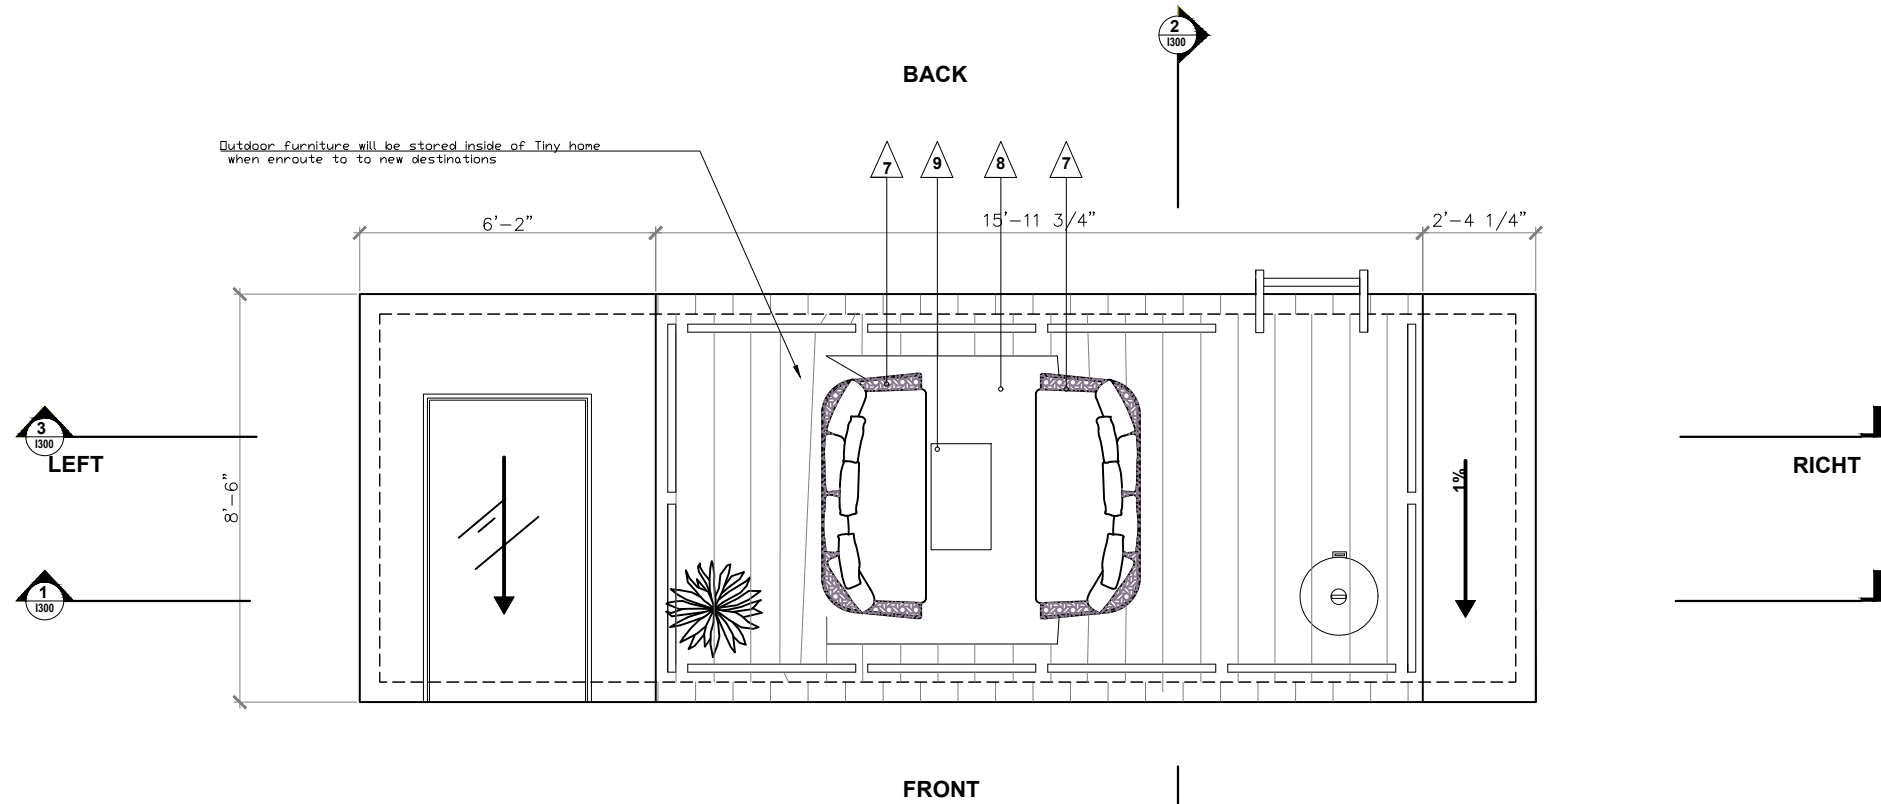 2
I300
BACK
Outdoor furniture will be stored inside of Tiny home
when enroute to to new destinations
7
9
8
7
6'-2"
15'-11 3/4"
2'-4 1/4"
3
I300
LEFT
RICHT
8'-6"
1%
1
I300
FRONT